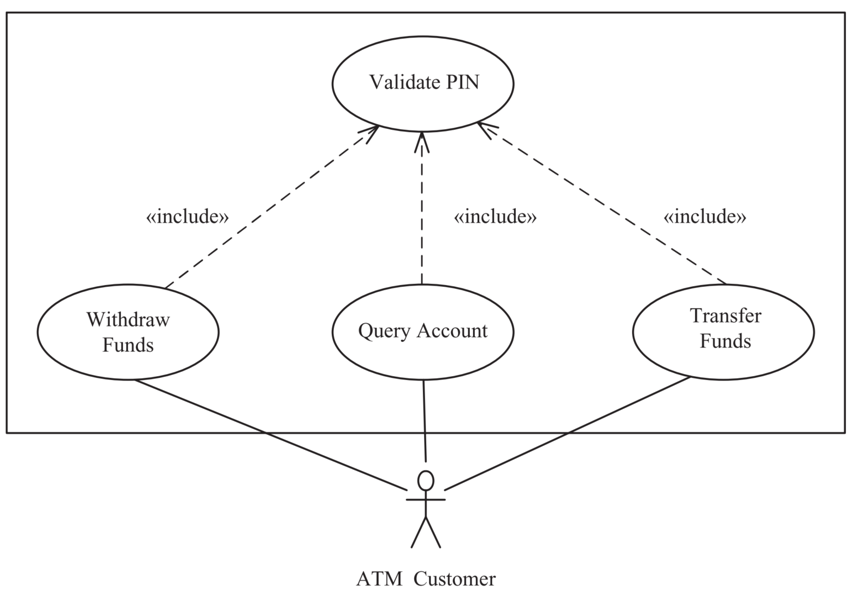 Validate PIN
«include»
«include»
«include»
Withdraw
Funds
Query Account
Transfer
Funds
ATM Customer